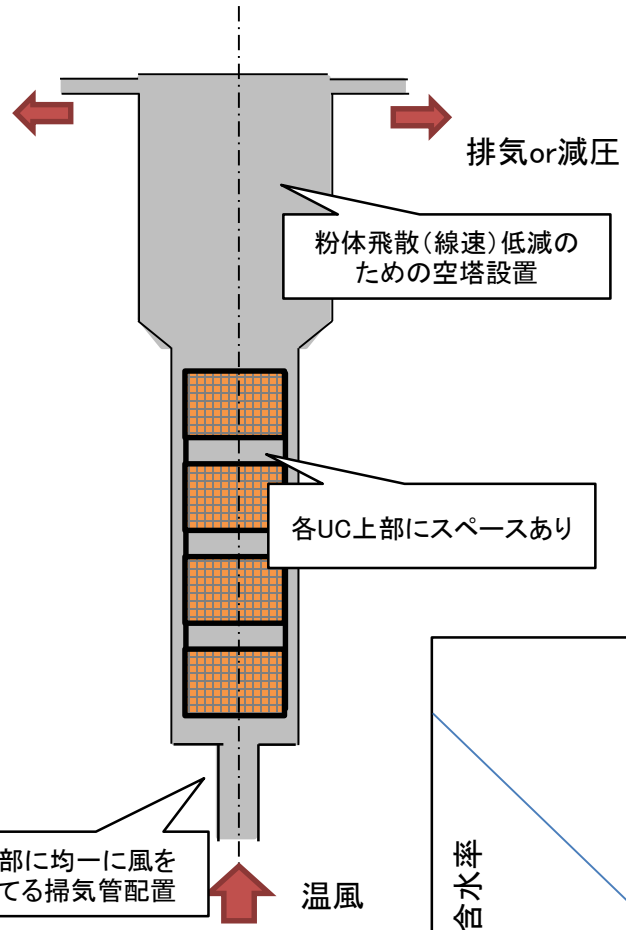 排気or減圧
粉体飛散(線速)低減の
ための空塔設置
各UC上部にスペースあり
部に均一に風を
てる掃気管配置
温風
含水率